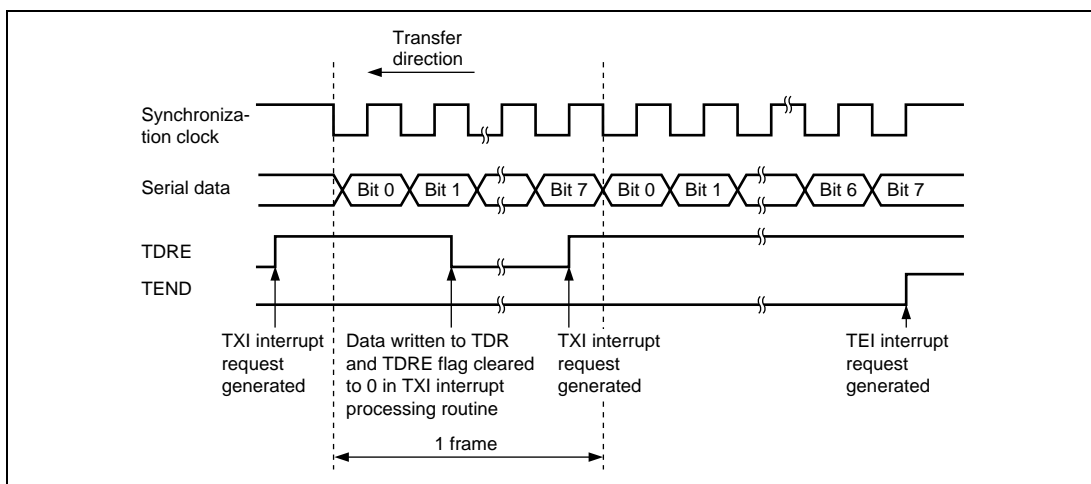 Transfer
direction
Synchroniza-
tion clock
Serial data
Bit 0
Bit 1
Bit 7
Bit 0
Bit 1
Bit 6
Bit 7
TDRE
TEND
TXI interrupt
request
generated
Data written to TDR
and TDRE flag cleared
to 0 in TXI interrupt
processing routine
TXI interrupt
request
generated
TEI interrupt
request
generated
1 frame